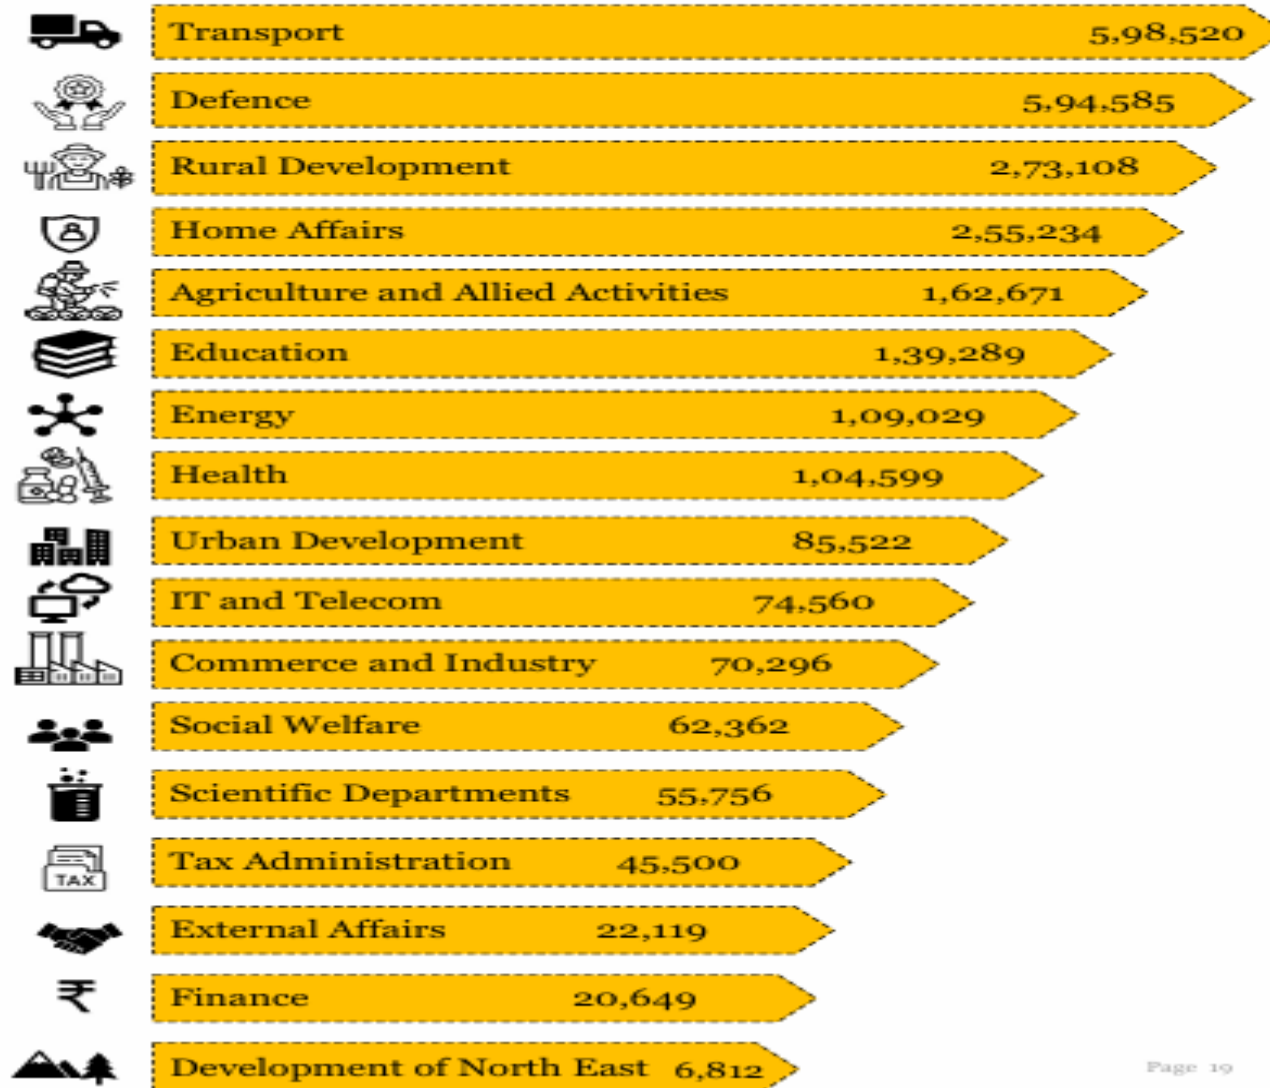 Transport 5,98,520
Defence 5,94,585
Rural Development 2,73,108
Home Affairs 2,55,234
Agriculture and Allied Activities 1,62,671
Education 1,39,289
Energy 1,09,029
Health 1,04,599
Urban Development 85,522
IT and Telecom 74,560
Commerce and Industry 70,296
Social Welfare 62,362
Scientific Departments 55,756
TAX
Tax Administration 45,500
External Affairs 22,119
₹
Finance 20,649
Development of North East 6,812
Page 19